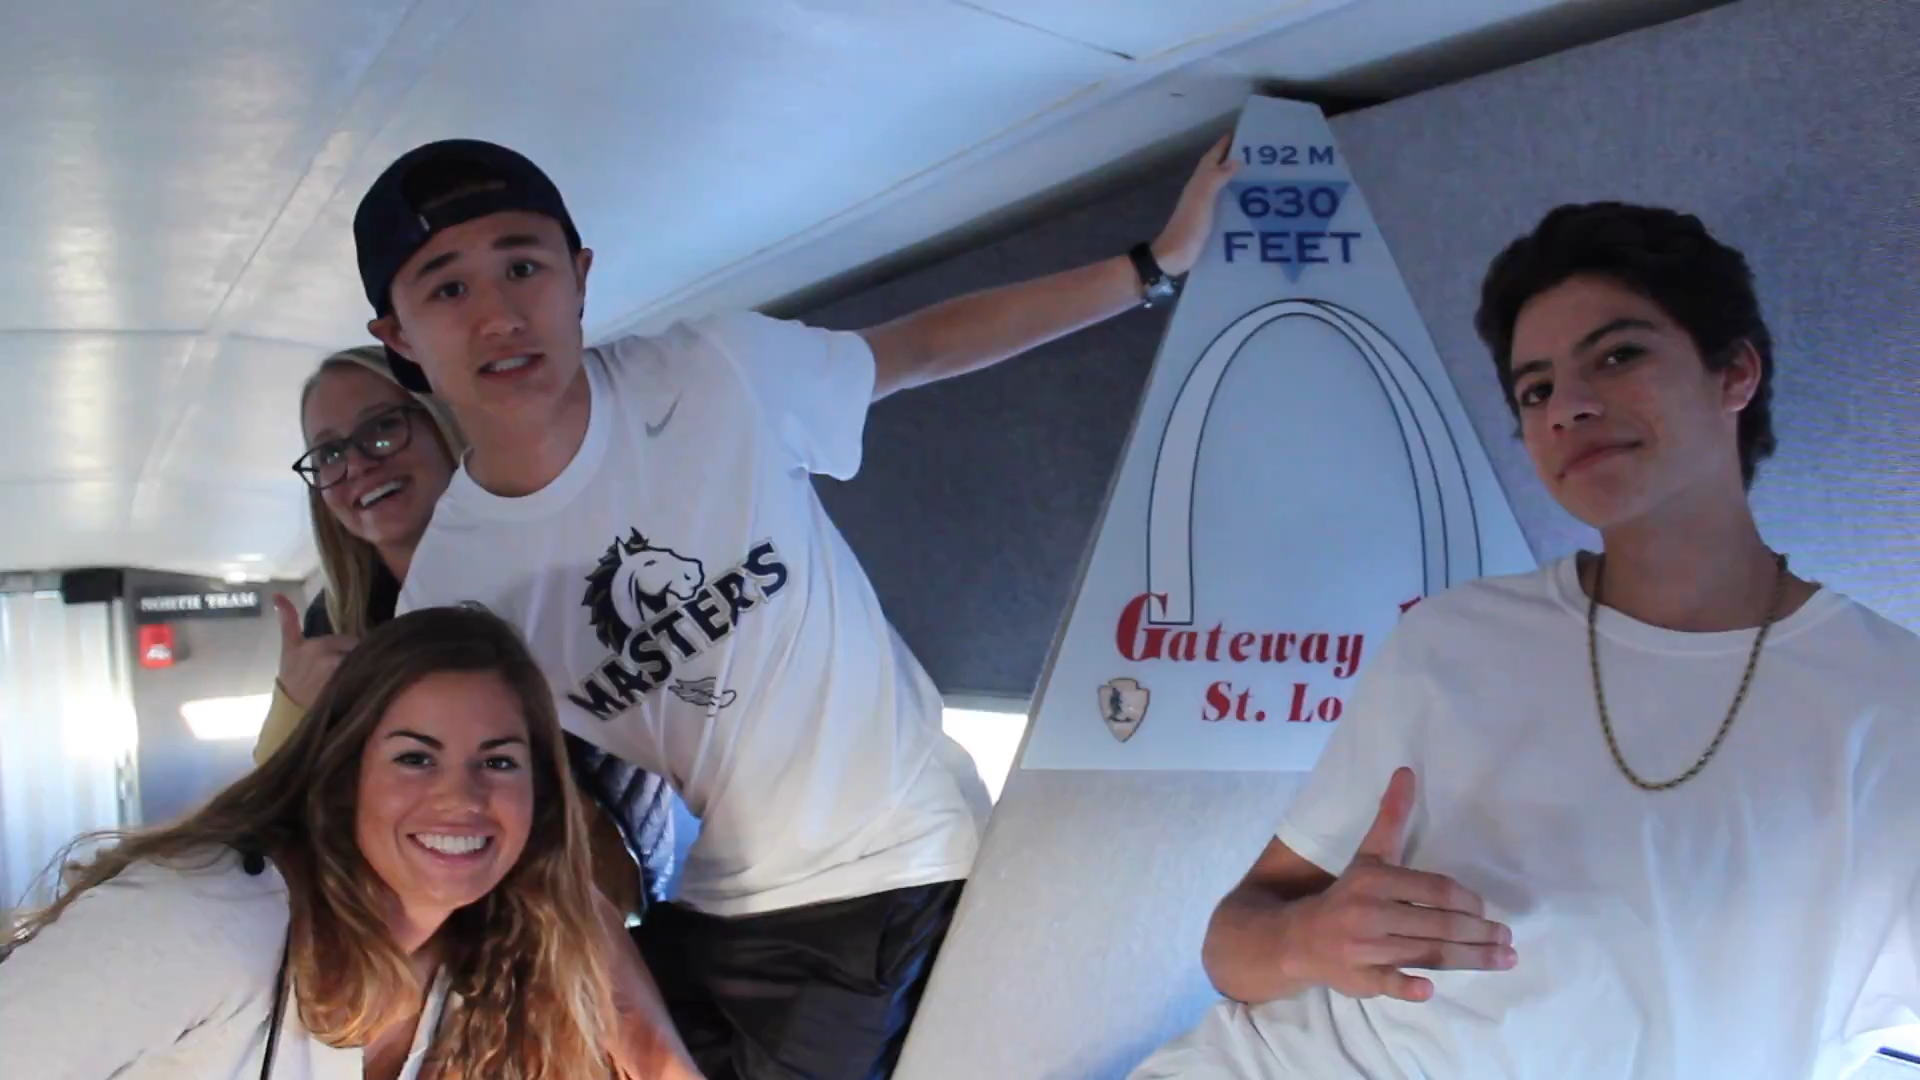 192 M
630
FEET
Gateway
St. Lo
MASTERS
NORTH TRAM